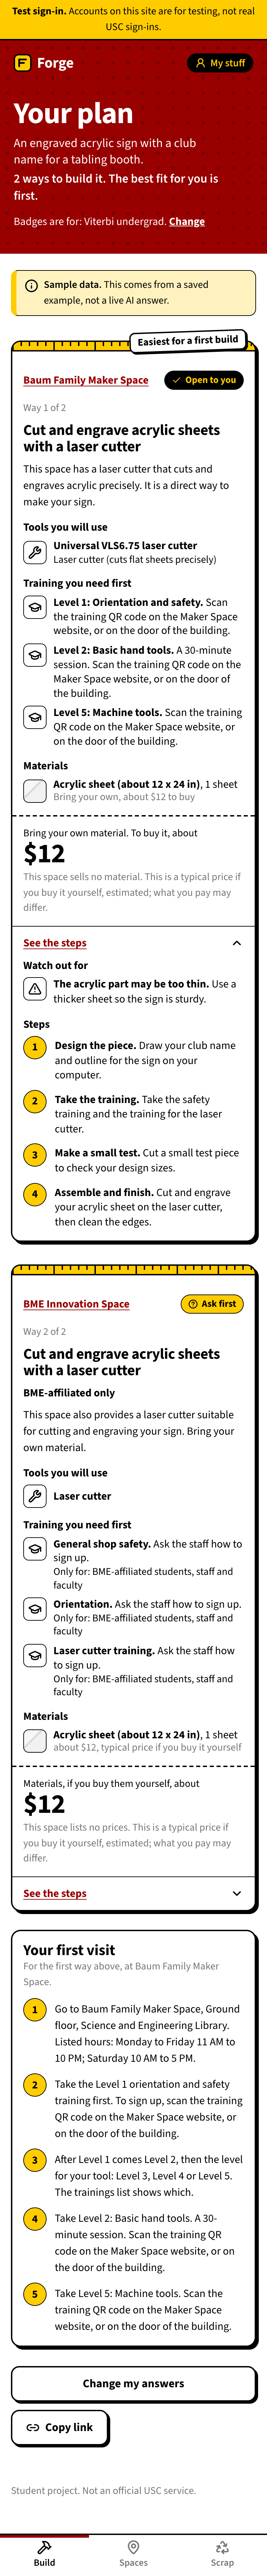 Test sign-in. Accounts on this site are for testing, not real
USC sign-ins.
Forge
My stuff
Your plan
An engraved acrylic sign with a club
name for a tabling booth.
2 ways to build it. The best fit for you is
first.
Badges are for: Viterbi undergrad. Change
Sample data. This comes from a saved
example, not a live AI answer.
Easiest for a first build
Baum Family Maker Space
Open to you
Way 1 of 2
Cut and engrave acrylic sheets
with a laser cutter
This space has a laser cutter that cuts and
engraves acrylic precisely. It is a direct way to
make your sign.
Tools you will use
Universal VLS6.75 laser cutter
Laser cutter (cuts flat sheets precisely)
Training you need first
Level 1: Orientation and safety. Scan
the training QR code on the Maker Space
website, or on the door of the building.
Level 2: Basic hand tools. A 30-minute
session. Scan the training QR code on the
Maker Space website, or on the door of
the building.
Level 5: Machine tools. Scan the training
QR code on the Maker Space website, or
on the door of the building.
Materials
Acrylic sheet (about 12 x 24 in), 1 sheet
Bring your own, about $12 to buy
Bring your own material. To buy it, about
$12
This space sells no material. This is a typical price if
you buy it yourself, estimated; what you pay may
differ.
See the steps
Watch out for
The acrylic part may be too thin. Use a
thicker sheet so the sign is sturdy.
Steps
1 Design the piece. Draw your club name
and outline for the sign on your
computer.
2 Take the training. Take the safety
training and the training for the laser
cutter.
3 Make a small test. Cut a small test piece
to check your design sizes.
4 Assemble and finish. Cut and engrave
your acrylic sheet on the laser cutter,
then clean the edges.
BME Innovation Space
Ask first
Way 2 of 2
Cut and engrave acrylic sheets
with a laser cutter
BME-affiliated only
This space also provides a laser cutter suitable
for cutting and engraving your sign. Bring your
own material.
Tools you will use
Laser cutter
Training you need first
General shop safety. Ask the staff how to
sign up.
Only for: BME-affiliated students, staff and
faculty
Orientation. Ask the staff how to sign up.
Only for: BME-affiliated students, staff and
faculty
Laser cutter training. Ask the staff how
to sign up.
Only for: BME-affiliated students, staff and
faculty
Materials
Acrylic sheet (about 12 x 24 in), 1 sheet
about $12, typical price if you buy it yourself
Materials, if you buy them yourself, about
$12
This space lists no prices. This is a typical price if
you buy it yourself, estimated; what you pay may
differ.
See the steps
Your first visit
For the first way above, at Baum Family Maker
Space.
1 Go to Baum Family Maker Space, Ground
floor, Science and Engineering Library.
Listed hours: Monday to Friday 11 AM to
10 PM; Saturday 10 AM to 5 PM.
2 Take the Level 1 orientation and safety
training first. To sign up, scan the training
QR code on the Maker Space website, or
on the door of the building.
3 After Level 1 comes Level 2, then the level
for your tool: Level 3, Level 4 or Level 5.
The trainings list shows which.
4 Take Level 2: Basic hand tools. A 30-
minute session. Scan the training QR
code on the Maker Space website, or on
the door of the building.
5 Take Level 5: Machine tools. Scan the
training QR code on the Maker Space
website, or on the door of the building.
Change my answers
Copy link
Student project. Not an official USC service.
Build
Spaces
Scrap